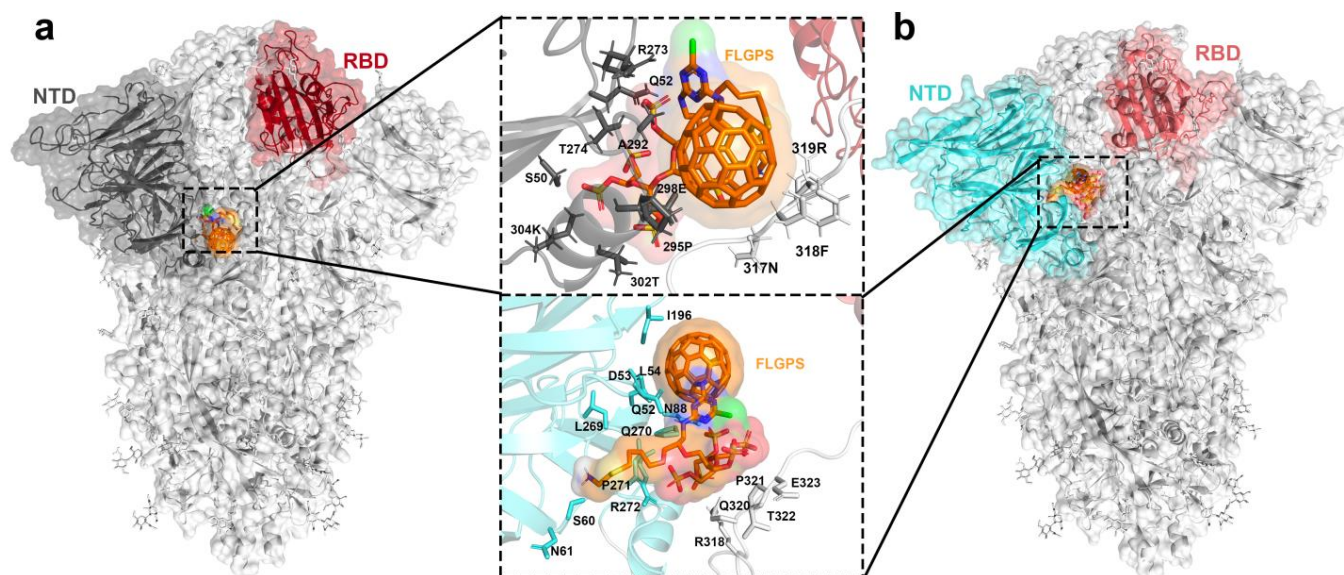 a
NTD
RBD
R273
Q52
FLGPS
T274
A292
S50
319R
298E
304K
295P
317N
318F
302T
b
NTD
RBD
I196
FLGPS
D53
L54
Q52
N88
L269
Q270
P271
R272
S60
N61
P321
E323
Q320
T322
R318